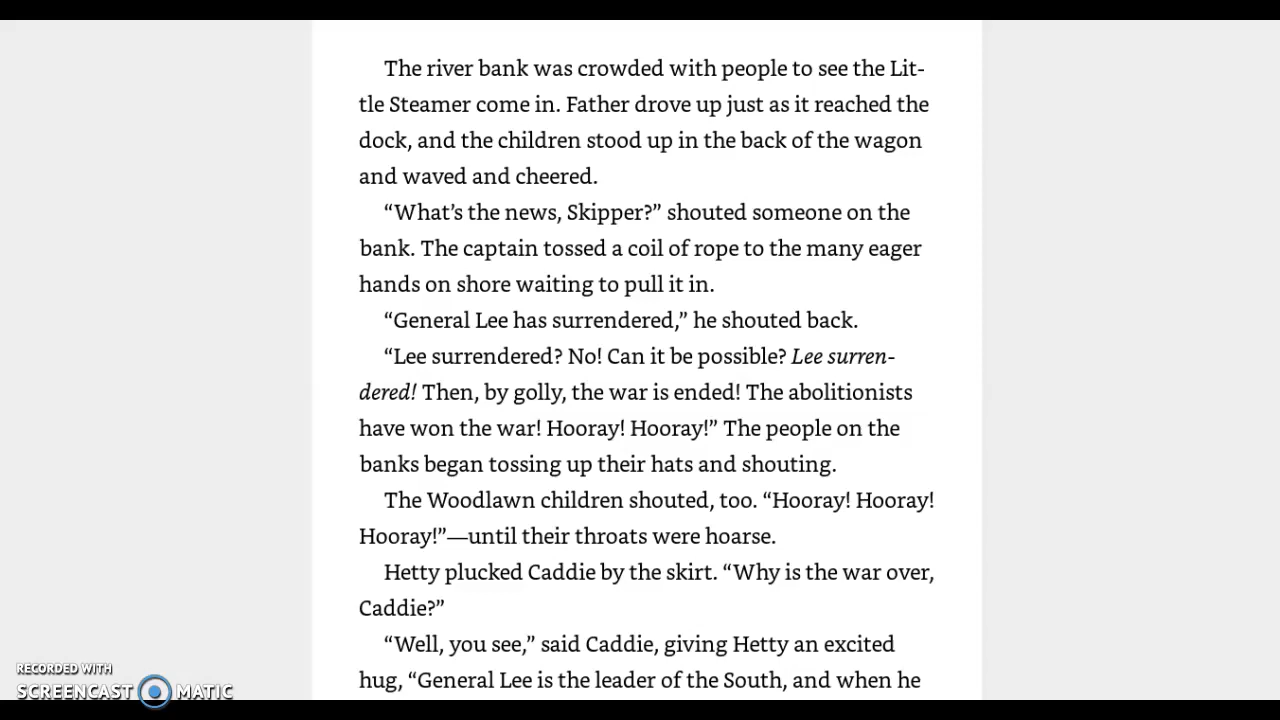 The river bank was crowded with people to see the Lit-
tle Steamer come in. Father drove up just as it reached the
dock, and the children stood up in the back of the wagon
and waved and cheered.
“What’s the news, Skipper?” shouted someone on the
bank. The captain tossed a coil of rope to the many eager
hands on shore waiting to pull it in.
“General Lee has surrendered,” he shouted back.
“Lee surrendered? No! Can it be possible? Lee surren-
dered! Then, by golly, the war is ended! The abolitionists
have won the war! Hooray! Hooray!” The people on the
banks began tossing up their hats and shouting.
The Woodlawn children shouted, too. “Hooray! Hooray!
Hooray!”—until their throats were hoarse.
Hetty plucked Caddie by the skirt. “Why is the war over,
Caddie?”
“Well, you see,” said Caddie, giving Hetty an excited
hug, “General Lee is the leader of the South, and when he
RECORDED WITH
SCREENCAST MATIC